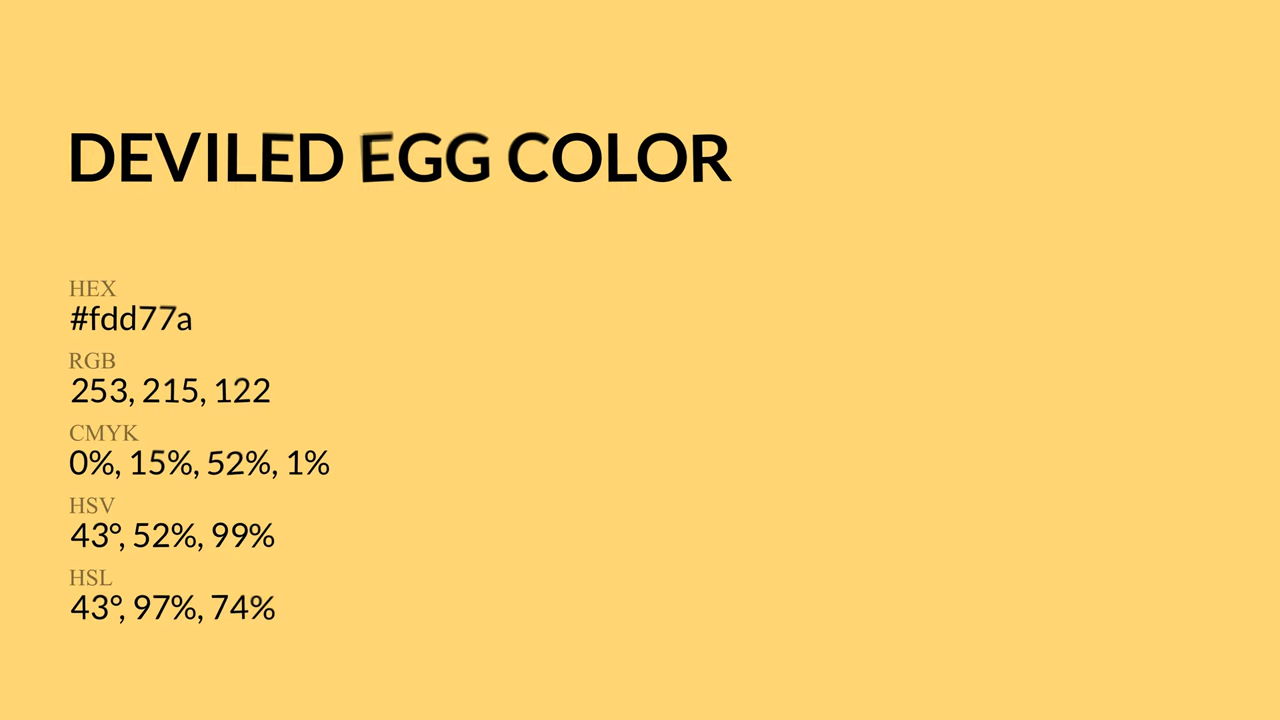 DEVILED EGG COLOR
HEX
#fdd77a
RGB
253, 215, 122
CMYK
0%, 15%, 52%, 1%
HSV
43°, 52%, 99%
HSL
43°, 97%, 74%